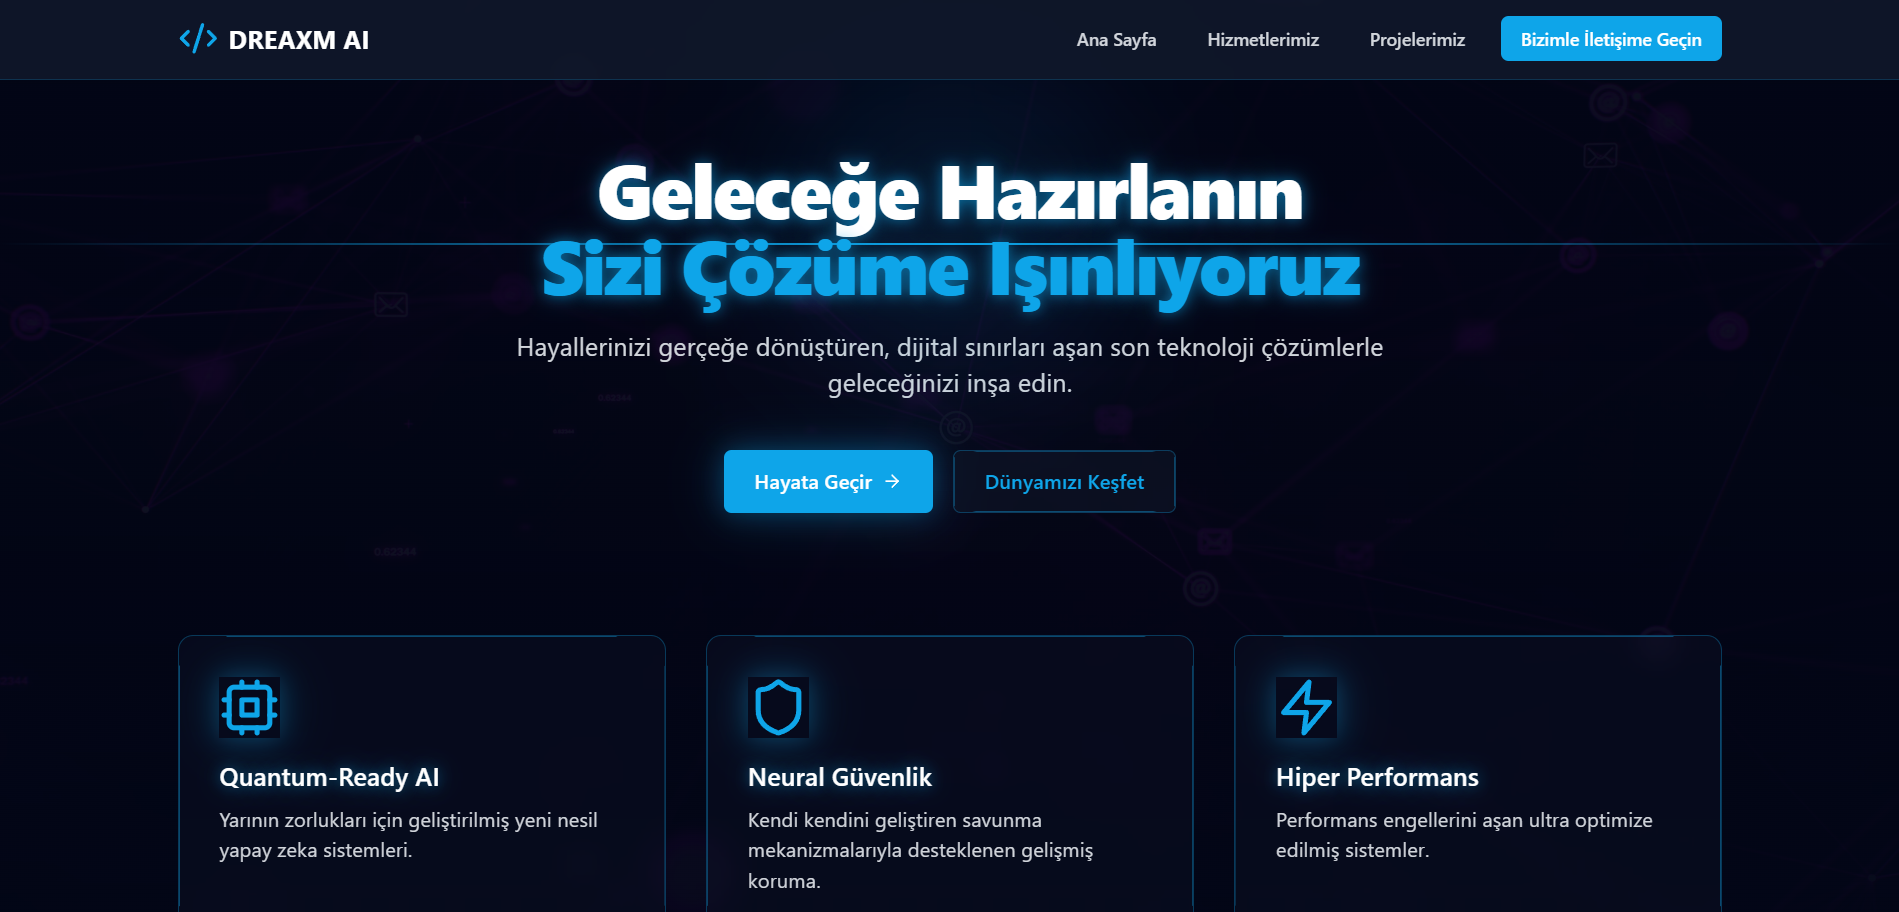 DREAXM AI
Ana Sayfa
Hizmetlerimiz
Projelerimiz
Bizimle İletişime Geçin
Geleceğe Hazırlanın
Sizi Çözüme Işınlıyoruz
Hayallerinizi gerçeğe dönüştüren, dijital sınırları aşan son teknoloji çözümlerle
geleceğinizi inşa edin.
Hayata Geçir →
Dünyamızı Keşfet
Quantum-Ready AI
Yarının zorlukları için geliştirilmiş yeni nesil
yapay zeka sistemleri.
Neural Güvenlik
Kendi kendini geliştiren savunma
mekanizmalarıyla desteklenen gelişmiş
koruma.
Hiper Performans
Performans engellerini aşan ultra optimize
edilmiş sistemler.